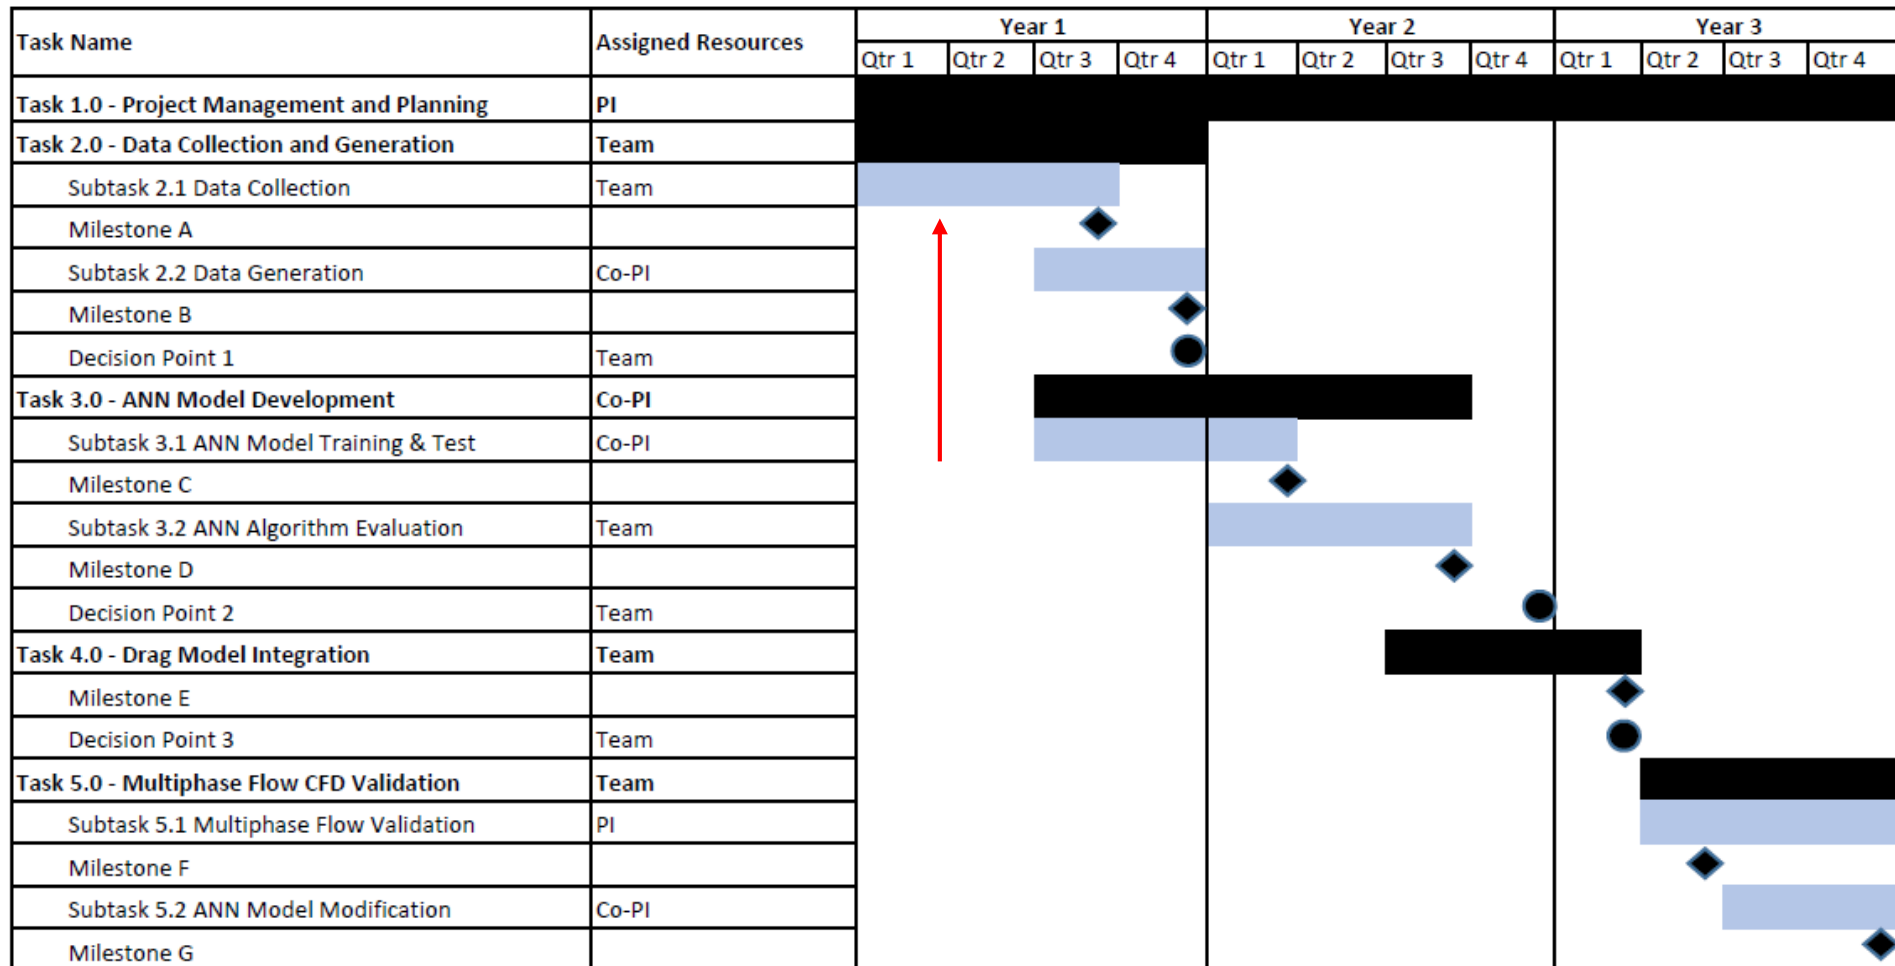 Task Name Assigned Resources Year 1 Year 2 Year 3
Qtr 1 Qtr 2 Qtr 3 Qtr 4 Qtr 1 Qtr 2 Qtr 3 Qtr 4 Qtr 1 Qtr 2 Qtr 3 Qtr 4
Task 1.0 - Project Management and Planning PI
Task 2.0 - Data Collection and Generation Team
Subtask 2.1 Data Collection Team
Milestone A
Subtask 2.2 Data Generation Co-PI
Milestone B
Decision Point 1 Team
Task 3.0 - ANN Model Development Co-PI
Subtask 3.1 ANN Model Training & Test Co-PI
Milestone C
Subtask 3.2 ANN Algorithm Evaluation Team
Milestone D
Decision Point 2 Team
Task 4.0 - Drag Model Integration Team
Milestone E
Decision Point 3 Team
Task 5.0 - Multiphase Flow CFD Validation Team
Subtask 5.1 Multiphase Flow Validation PI
Milestone F
Subtask 5.2 ANN Model Modification Co-PI
Milestone G